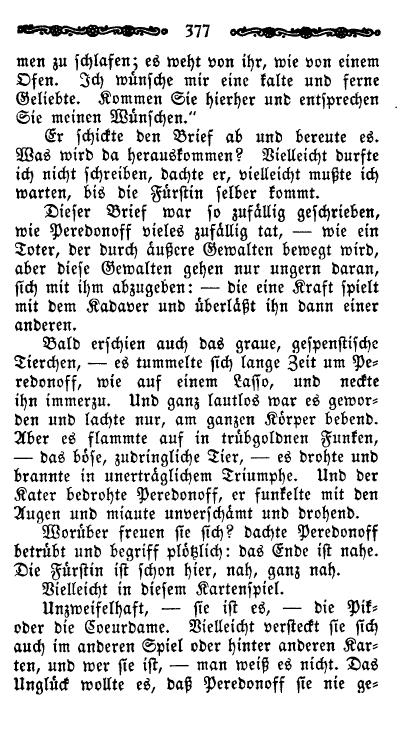 377
men zu schlafen; es weht von ihr, wie von einem
Ofen. Ich wünsche mir eine kalte und ferne
Geliebte. Kommen Sie hierher und entsprechen
Sie meinen Wünschen.“
Er schickte den Brief ab und bereute es.
Was wird da herauskommen? Vielleicht durfte
ich nicht schreiben, dachte er, vielleicht mußte ich
warten, bis die Fürstin selber kommt.
Dieser Brief war so zufällig geschrieben,
wie Peredonoff vieles zufällig tat, — wie ein
Toter, der durch äußere Gewalten bewegt wird,
aber diese Gewalten gehen nur ungern daran,
sich mit ihm abzugeben: — die eine Kraft spielt
mit dem Kadaver und überläßt ihn dann einer
anderen.
Bald erschien auch das graue, gespenstische
Tierchen, — es tummelte sich lange Zeit um Pe-
redonoff, wie auf einem Lasso, und neckte
ihn immerzu. Und ganz lautlos war es gewor-
den und lachte nur, am ganzen Körper bebend.
Aber es flammte auf in trübgoldnen Funken,
— das böse, zudringliche Tier, — es drohte und
brannte in unerträglichem Triumphe. Und der
Kater bedrohte Peredonoff, er funkelte mit den
Augen und miaute unverschämt und drohend.
Worüber freuen sie sich? dachte Peredonoff
betrübt und begriff plötzlich: das Ende ist nahe.
Die Fürstin ist schon hier, nah, ganz nah.
Vielleicht in diesem Kartenspiel.
Unzweifelhaft, — sie ist es, — die Pik-
oder die Coeurdame. Vielleicht versteckt sie sich
auch im anderen Spiel oder hinter anderen Kar-
ten, und wer sie ist, — man weiß es nicht. Das
Unglück wollte es, daß Peredonoff sie nie ge-